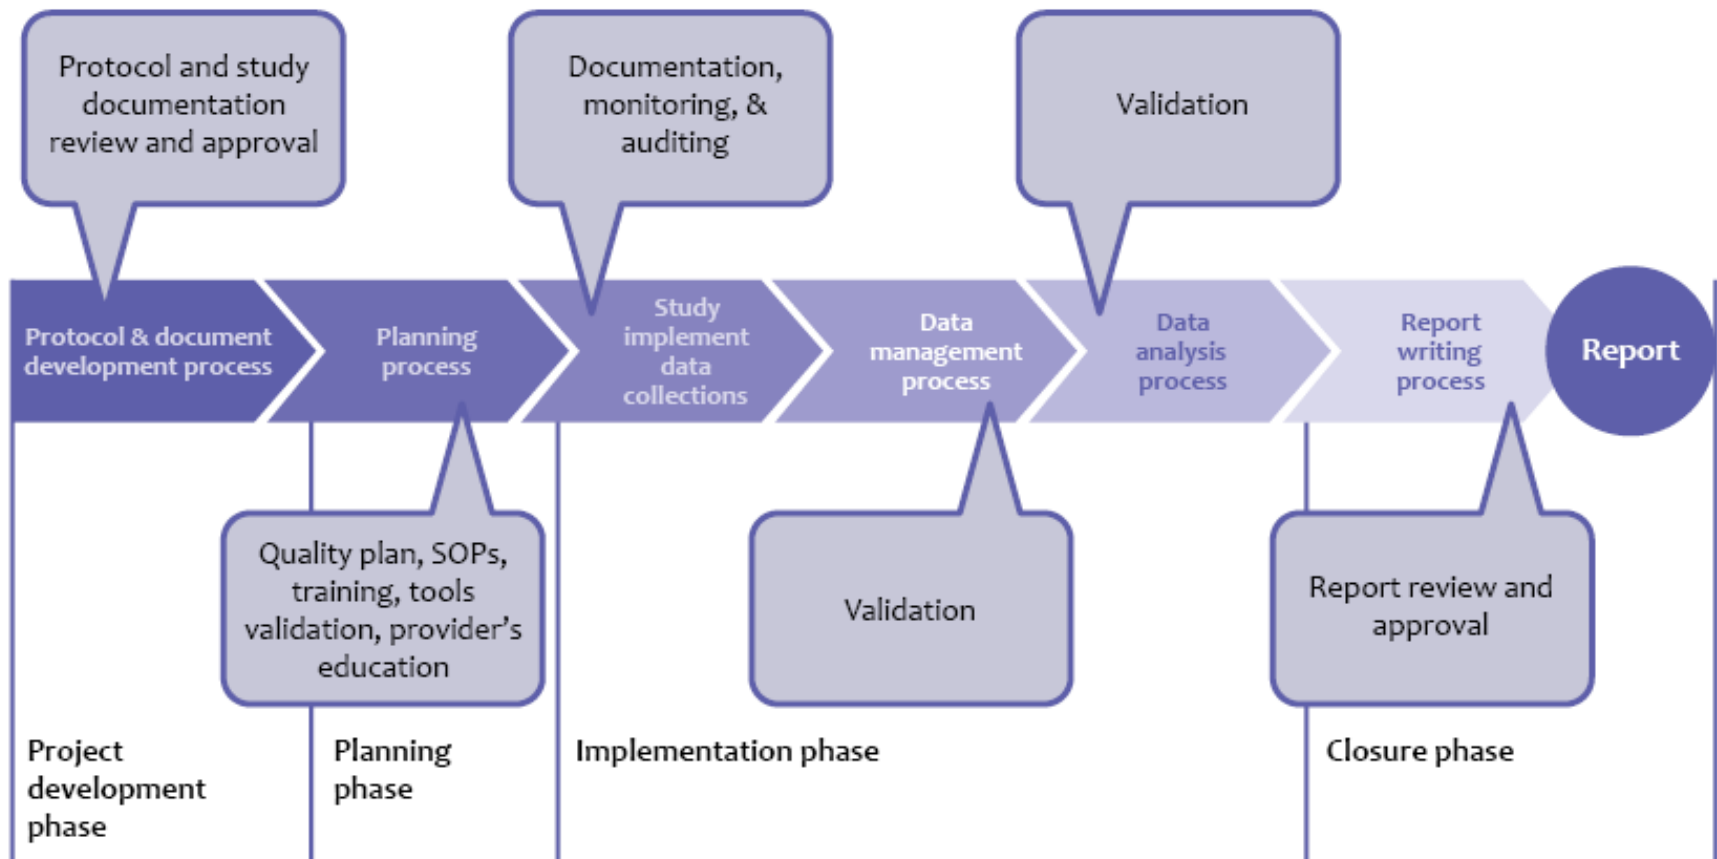 Protocol and study
documentation
review and approval
Documentation,
monitoring, &
auditing
Validation
Protocol & document
development process
Planning
process
Study
implement
data
collections
Data
management
process
Data
analysis
process
Report
writing
process
Report
Quality plan, SOPs,
training, tools
validation, provider's
education
Validation
Report review and
approval
Project
development
phase
Planning
phase
Implementation phase
Closure phase